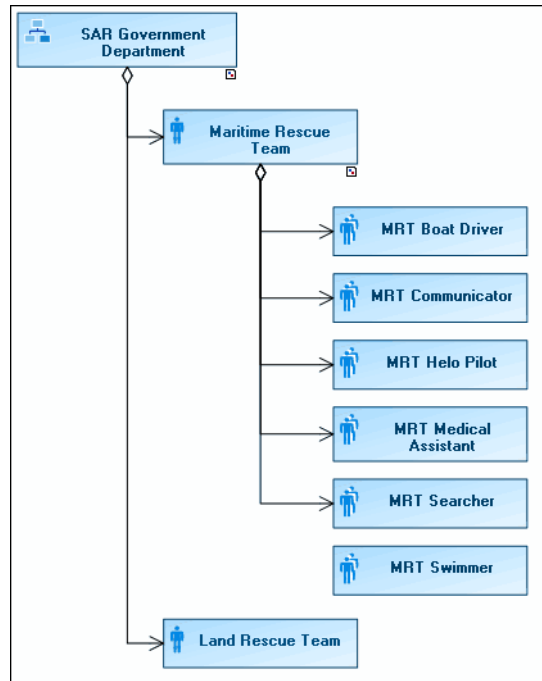 SAR Government
Department
Maritime Rescue
Team
MRT Boat Driver
MRT Communicator
MRT Helo Pilot
MRT Medical
Assistant
MRT Searcher
MRT Swimmer
Land Rescue Team